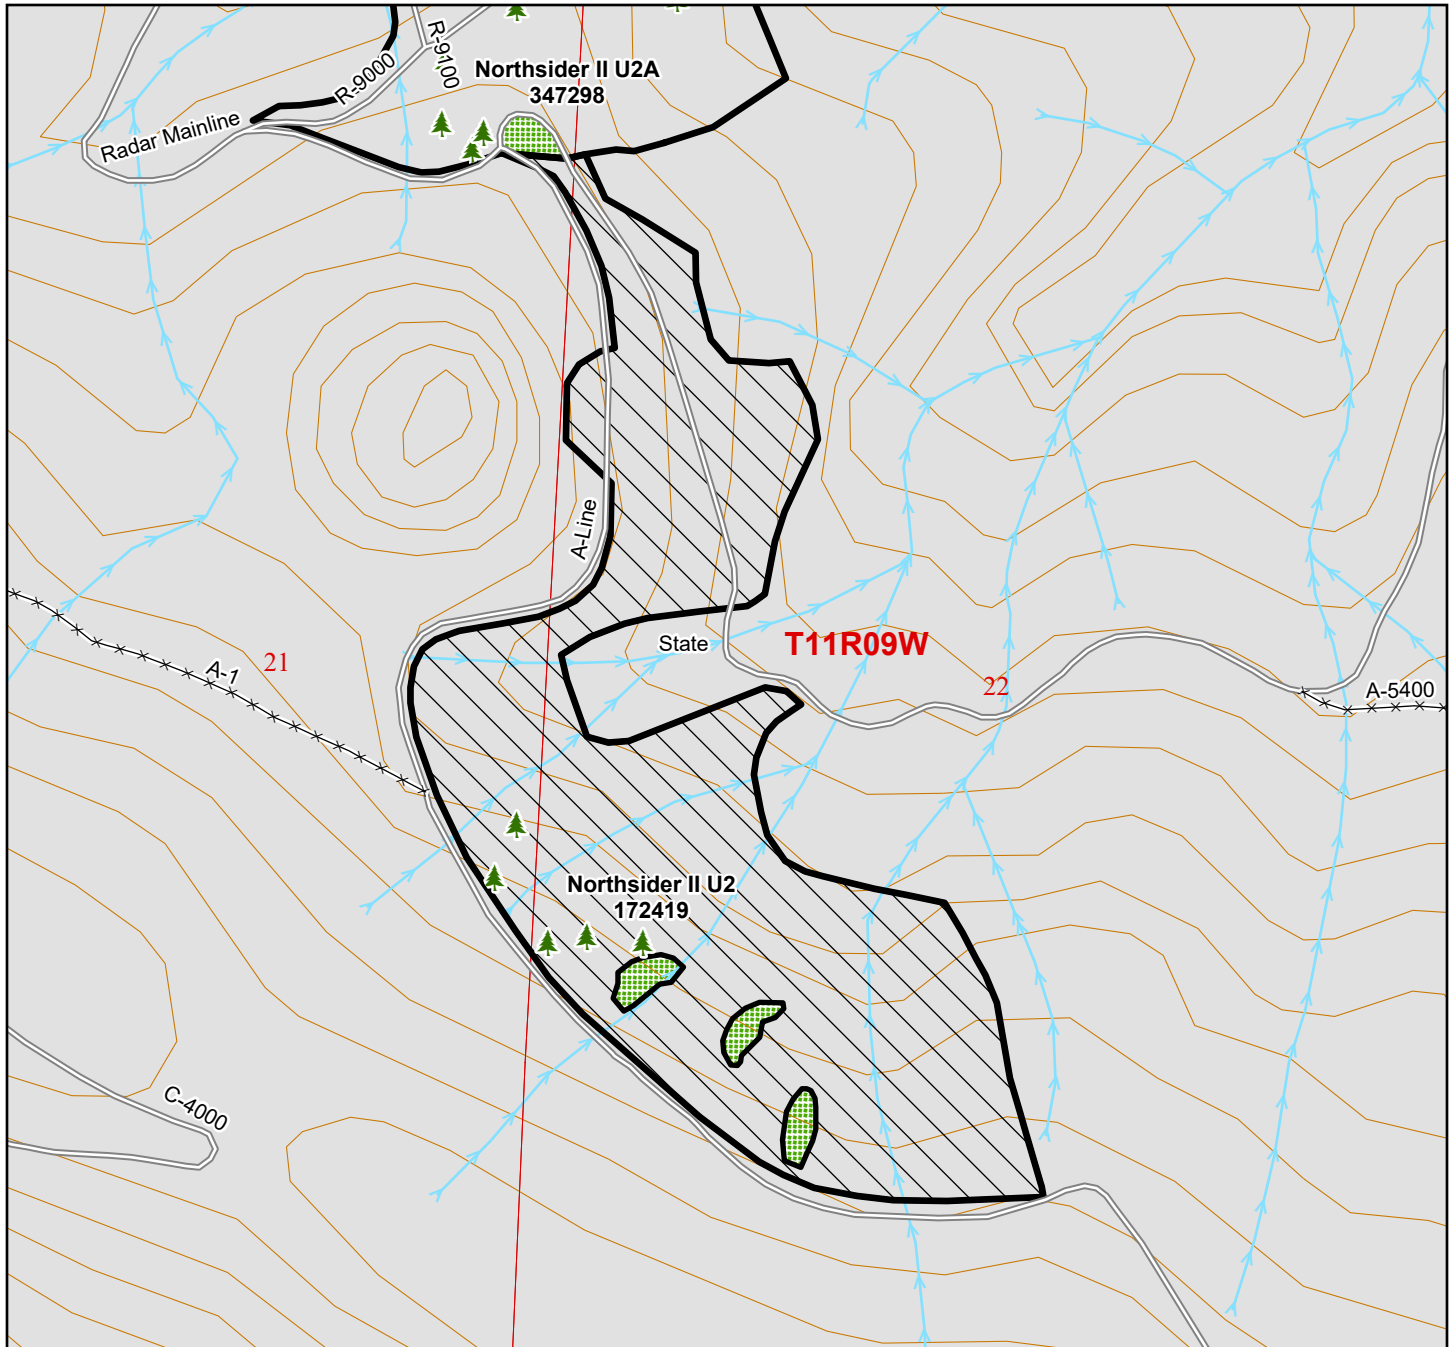 R-9100
R-9000
Northsider II U2A
347298
Radar Mainline
A-Line
State
T11R09W
21
A-1
22
A-5400
Northsider II U2
172419
C-4000